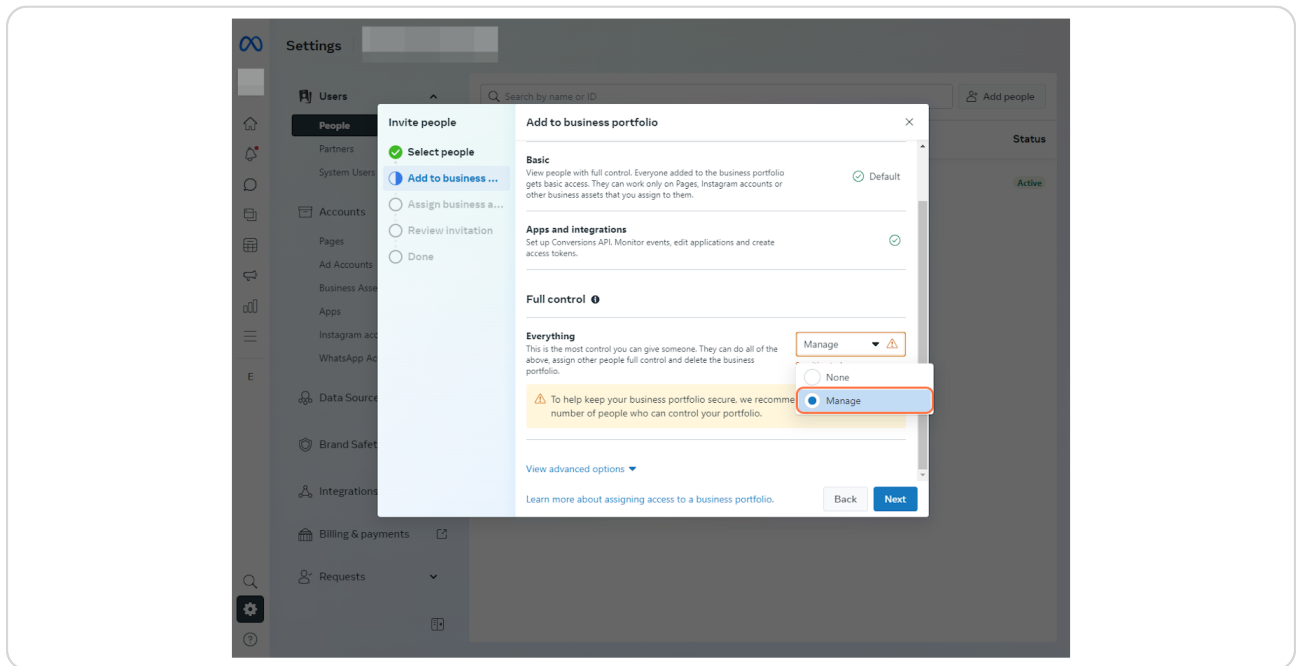 Settings
Users
People
Partners
System Users
Accounts
Pages
Ad Accounts
Business Asse
Apps
Instagram acc
WhatsApp Ac
E
Data Source
Brand Safet
Integrations
Billing & payments
Requests
Search by name or ID
Add people
Status
Active
Invite people
Select people
Add to business ...
Assign business a...
Review invitation
Done
Add to business portfolio
Basic
View people with full control. Everyone added to the business portfolio
gets basic access. They can work only on Pages, Instagram accounts or
other business assets that you assign to them.
Default
Apps and integrations
Set up Conversions API. Monitor events, edit applications and create
access tokens.
Full control
Everything
This is the most control you can give someone. They can do all of the
above, assign other people full control and delete the business
portfolio.
Manage
None
Manage
To help keep your business portfolio secure, we recomme
number of people who can control your portfolio.
View advanced options
Learn more about assigning access to a business portfolio.
Back
Next